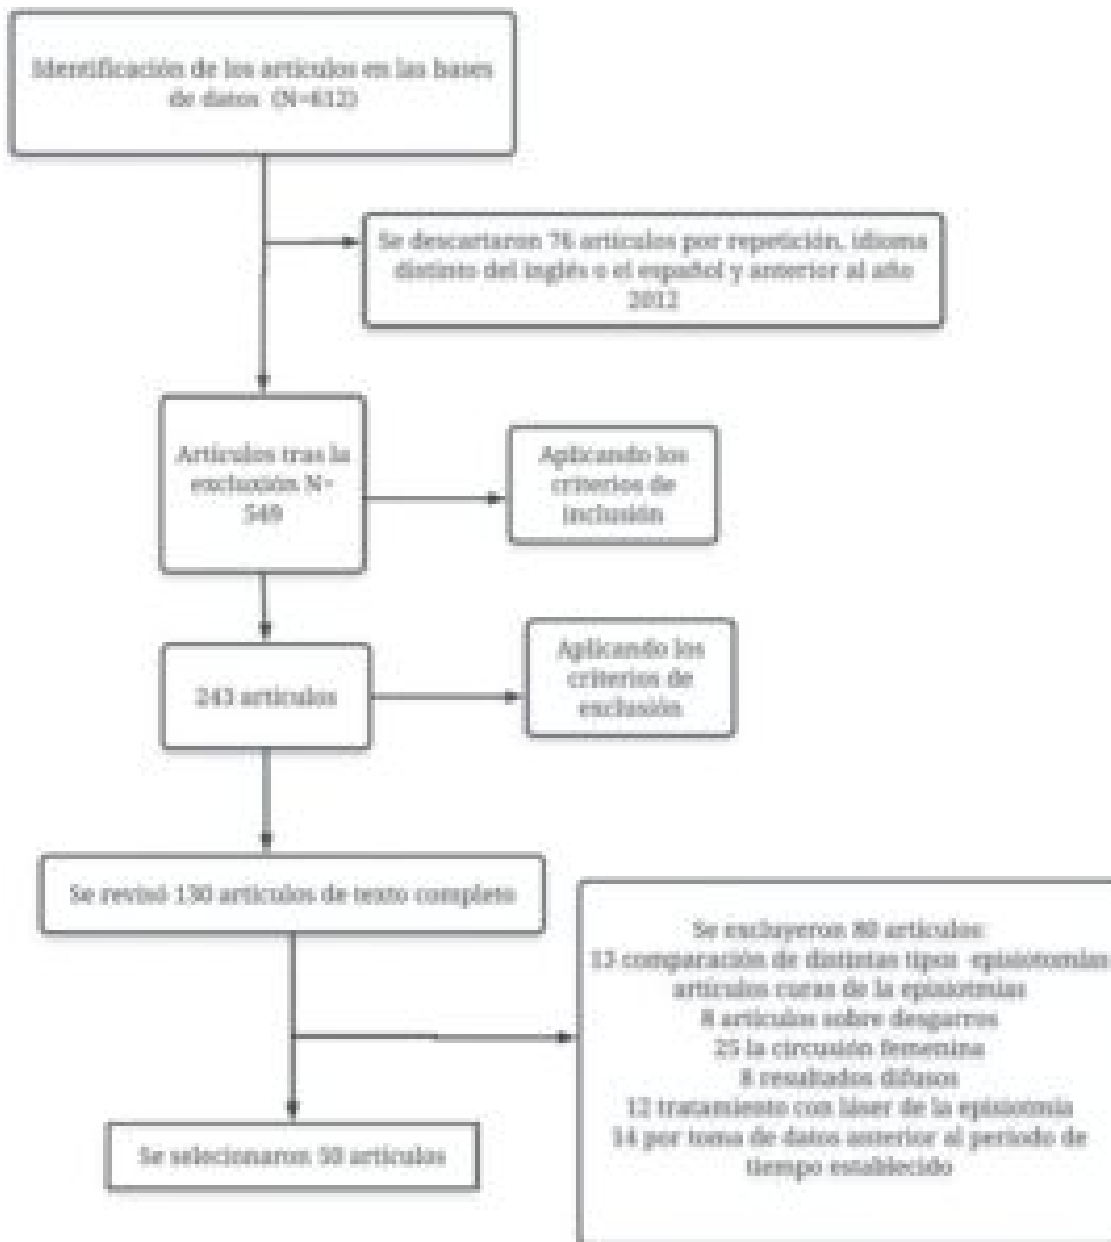 Identificación de los artículos en las bases
de datos (N=612)
Se descartaron 76 artículos por repetición, idioma
distinto del inglés o el español y anterior al año
2012
Artículos tras la
excluxión N=
549
Aplicando los
criterios de
inclusión
243 artículos
Aplicando los
criterios de
exclusión
Se revisó 130 artículos de texto completo
Se excluyeron 80 artículos:
13 comparación de distintas tipos episiotomías
artículos curas de la episiotmias
8 artículos sobre desgarros
25 la circusión femenina
8 resultados difusos
12 tratamiento con láser de la episiotmia
14 por toma de datos anterior al periodo de
tiempo establecido
Se selecionaron 50 artículos